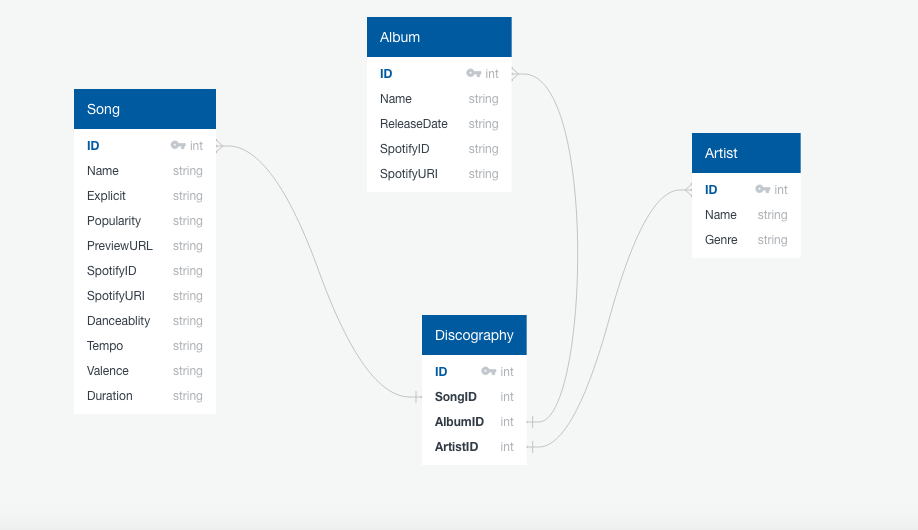 Song
ID int
Name string
Explicit string
Popularity string
PreviewURL string
SpotifyID string
SpotifyURI string
Danceablity string
Tempo string
Valence string
Duration string
Album
ID int
Name string
ReleaseDate string
SpotifyID string
SpotifyURI string
Artist
ID int
Name string
Genre string
Discography
ID int
SongID int
AlbumID int
ArtistID int